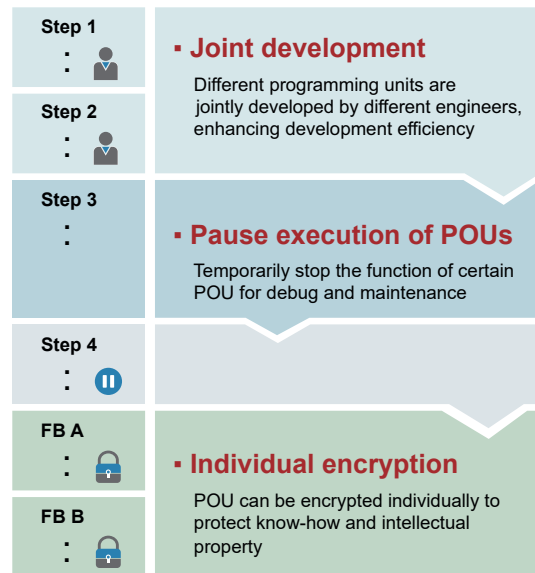 Step 1
:
▪ Joint development
Different programming units are
jointly developed by different engineers,
enhancing development efficiency
Step 2
:
Step 3
:
▪ Pause execution of POUs
Temporarily stop the function of certain
POU for debug and maintenance
Step 4
:
FB A
:
▪ Individual encryption
POU can be encrypted individually to
protect know-how and intellectual
property
FB B
: